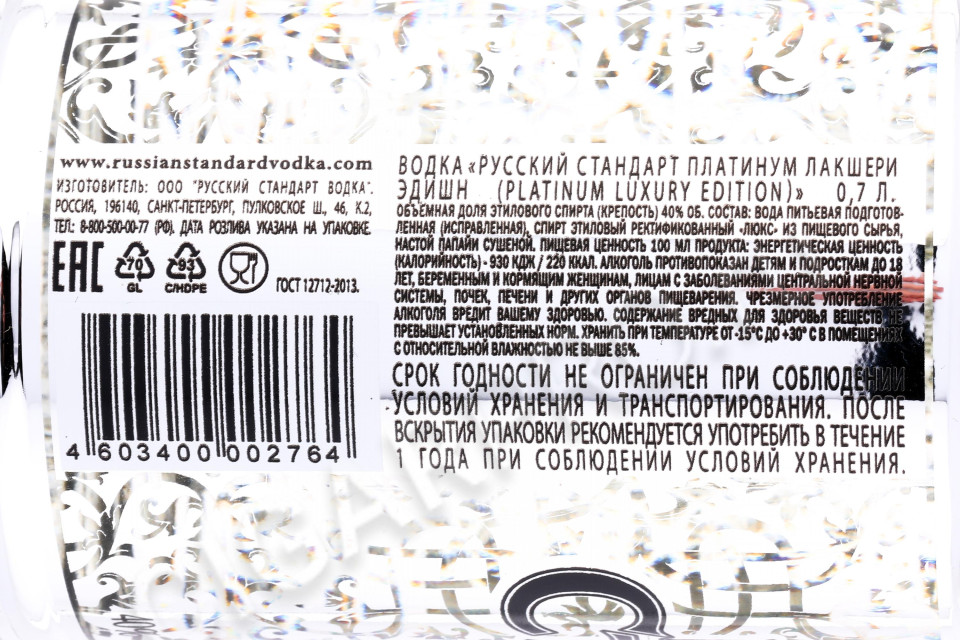 www.russianstandardvodka.com
ИЗГОТОВИТЕЛЬ: ООО "РУССКИЙ СТАНДАРТ ВОДКА".
РОССИЯ, 196140, САНКТ-ПЕТЕРБУРГ, ПУЛКОВСКОЕ Ш., 46, К.2,
ТЕЛ.: 8-800-500-00-77 (РФ). ДАТА РОЗЛИВА УКАЗАНА НА УПАКОВКЕ.
EAC
70
GL
93
C/HDPE
ГОСТ 12712-2013.
4 603400 002764
ВОДКА «РУССКИЙ СТАНДАРТ ПЛАТИНУМ ЛАКШЕРИ
ЭДИШН (PLATINUM LUXURY EDITION)» 0,7 Л.
ОБЪЕМНАЯ ДОЛЯ ЭТИЛОВОГО СПИРТА (КРЕПОСТЬ) 40% ОБ. СОСТАВ: ВОДА ПИТЬЕВАЯ ПОДГОТОВ-
ЛЕННАЯ (ИСПРАВЛЕННАЯ), СПИРТ ЭТИЛОВЫЙ РЕКТИФИКОВАННЫЙ «ЛЮКС» ИЗ ПИЩЕВОГО СЫРЬЯ,
НАСТОЙ ПАПАЙИ СУШЕНОЙ. ПИЩЕВАЯ ЦЕННОСТЬ 100 МЛ ПРОДУКТА: ЭНЕРГЕТИЧЕСКАЯ ЦЕННОСТЬ
(КАЛОРИЙНОСТЬ) - 930 КДЖ / 220 ККАЛ. АЛКОГОЛЬ ПРОТИВОПОКАЗАН ДЕТЯМ И ПОДРОСТКАМ ДО 18
ЛЕТ, БЕРЕМЕННЫМ И КОРМЯЩИМ ЖЕНЩИНАМ, ЛИЦАМ С ЗАБОЛЕВАНИЯМИ ЦЕНТРАЛЬНОЙ НЕРВНОЙ
СИСТЕМЫ, ПОЧЕК, ПЕЧЕНИ И ДРУГИХ ОРГАНОВ ПИЩЕВАРЕНИЯ. ЧРЕЗМЕРНОЕ УПОТРЕБЛЕНИЕ
АЛКОГОЛЯ ВРЕДИТ ВАШЕМУ ЗДОРОВЬЮ. СОДЕРЖАНИЕ ВРЕДНЫХ ДЛЯ ЗДОРОВЬЯ ВЕЩЕСТВ НЕ
ПРЕВЫШАЕТ УСТАНОВЛЕННЫХ НОРМ. ХРАНИТЬ ПРИ ТЕМПЕРАТУРЕ ОТ -15°С ДО +30° С В ПОМЕЩЕНИЯХ
С ОТНОСИТЕЛЬНОЙ ВЛАЖНОСТЬЮ НЕ ВЫШЕ 85%.
СРОК ГОДНОСТИ НЕ ОГРАНИЧЕН ПРИ СОБЛЮДЕНИИ
УСЛОВИЙ ХРАНЕНИЯ И ТРАНСПОРТИРОВАНИЯ. ПОСЛЕ
ВСКРЫТИЯ УПАКОВКИ РЕКОМЕНДУЕТСЯ УПОТРЕБИТЬ В ТЕЧЕНИЕ
1 ГОДА ПРИ СОБЛЮДЕНИИ УСЛОВИЙ ХРАНЕНИЯ.